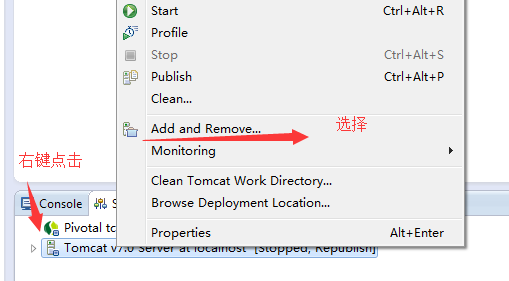 Start Ctrl+Alt+R
Profile
Stop Ctrl+Alt+S
Publish Ctrl+Alt+P
Clean...
Add and Remove... 选择
Monitoring
右键点击
Clean Tomcat Work Directory...
Console S Browse Deployment Location...
Pivotal tc Properties Alt+Enter
Tomcat v7.0 Server at localhost [Stopped, Republish]